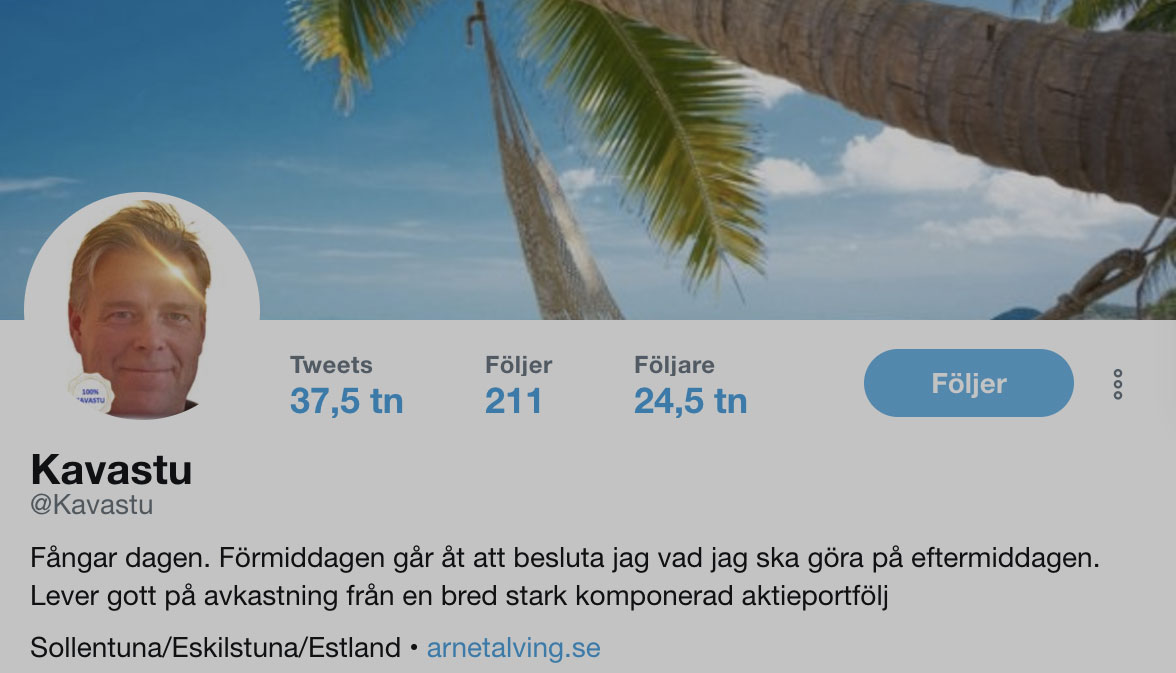 Tweets
Följer
Följare
37,5 tn
211
24,5 tn
Följer
100%
KAVASTU
Kavastu
@Kavastu
Fångar dagen. Förmiddagen går åt att besluta jag vad jag ska göra på eftermiddagen.
Lever gott på avkastning från en bred stark komponerad aktieportfölj
Sollentuna/Eskilstuna/Estland • arnetalving.se